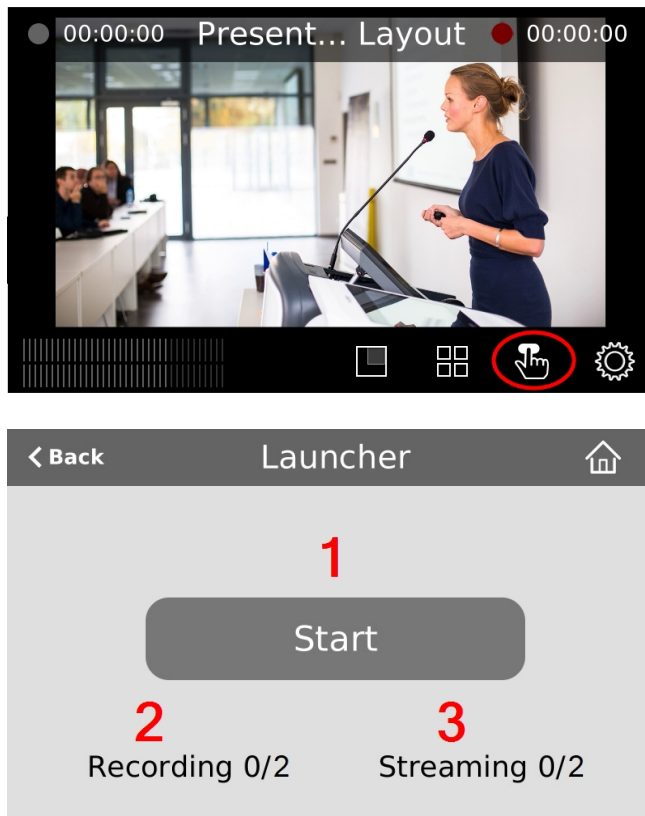 00:00:00 Present... Layout 00:00:00
Back Launcher
1
Start
2 3
Recording 0/2 Streaming 0/2